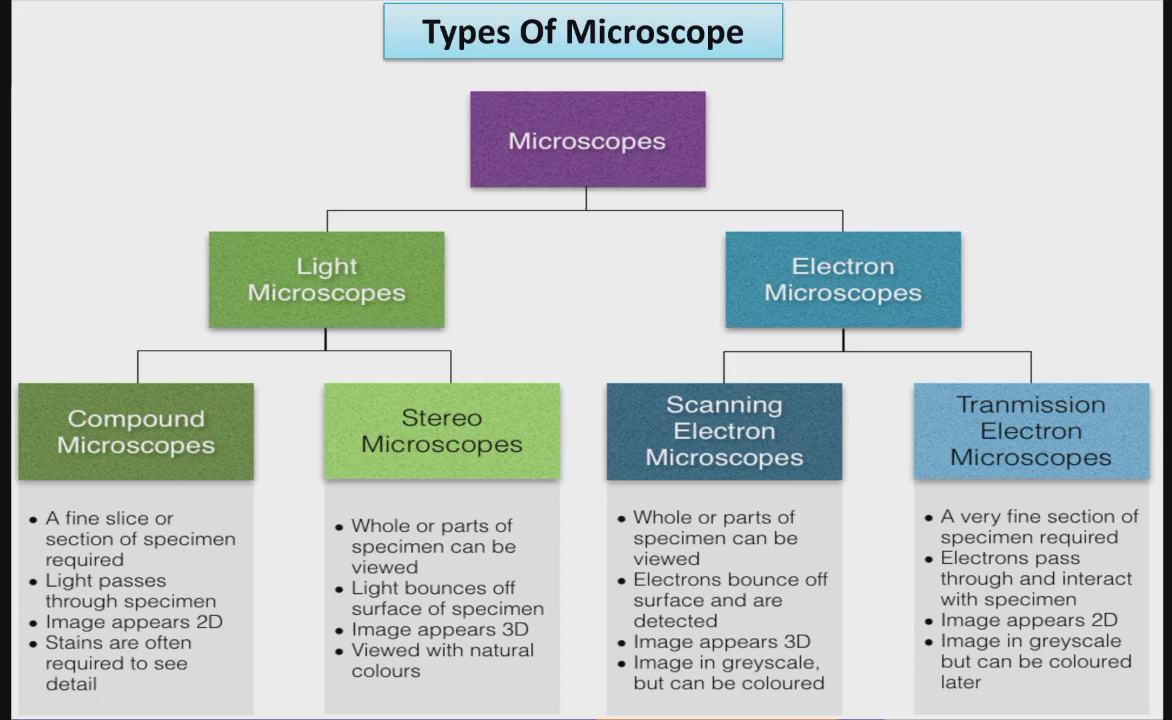 Types Of Microscope
Microscopes
Light
Microscopes
Electron
Microscopes
Compound
Microscopes
Stereo
Microscopes
Scanning
Electron
Microscopes
Tranmission
Electron
Microscopes
• A fine slice or
section of specimen
required
• Light passes
through specimen
• Image appears 2D
• Stains are often
required to see
detail
• Whole or parts of
specimen can be
viewed
• Light bounces off
surface of specimen
• Image appears 3D
• Viewed with natural
colours
• Whole or parts of
specimen can be
viewed
• Electrons bounce off
surface and are
detected
• Image appears 3D
• Image in greyscale,
but can be coloured
• A very fine section of
specimen required
• Electrons pass
through and interact
with specimen
• Image appears 2D
• Image in greyscale
but can be coloured
later